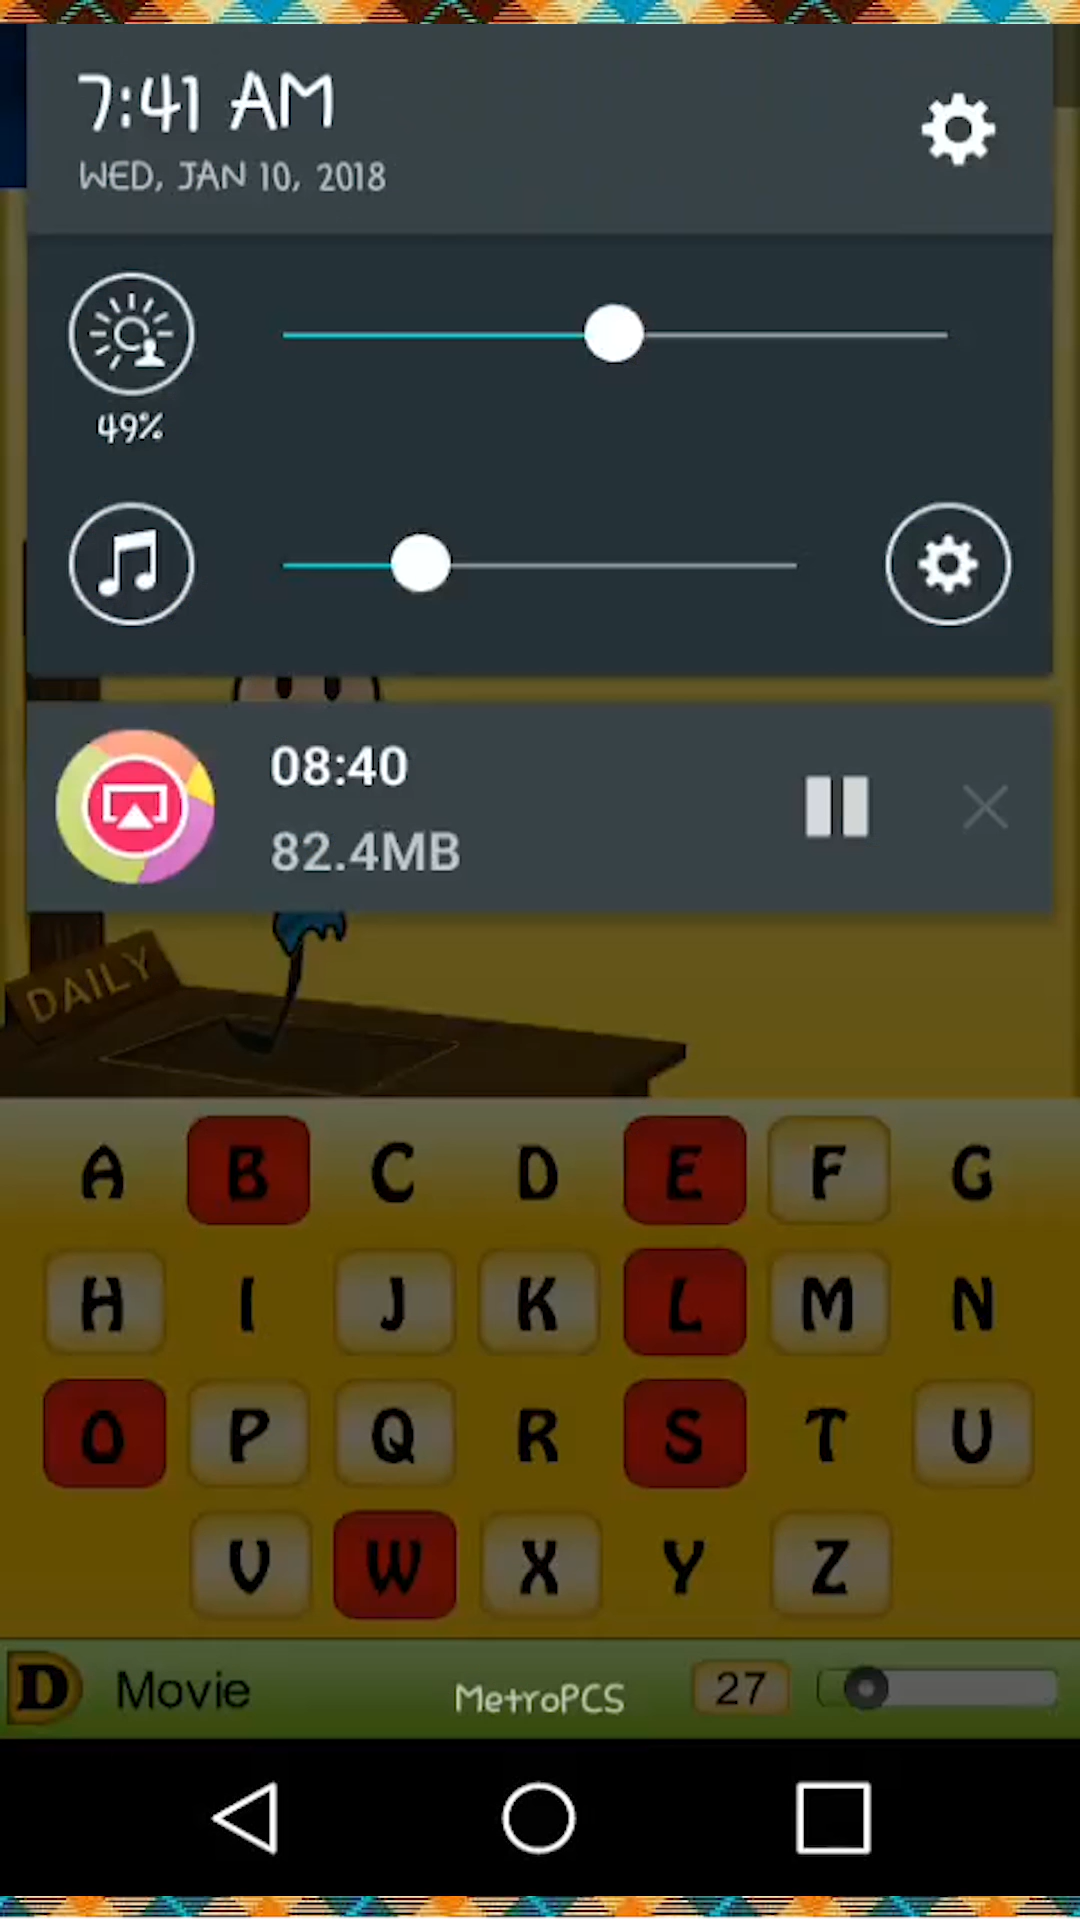 7:41 AM
WED, JAN 10, 2018
49%
08:40
82.4MB
DAILY
A B C D E F G
H I J K L M N
O P Q R S T U
V W X Y Z
D Movie MetroPCS 27